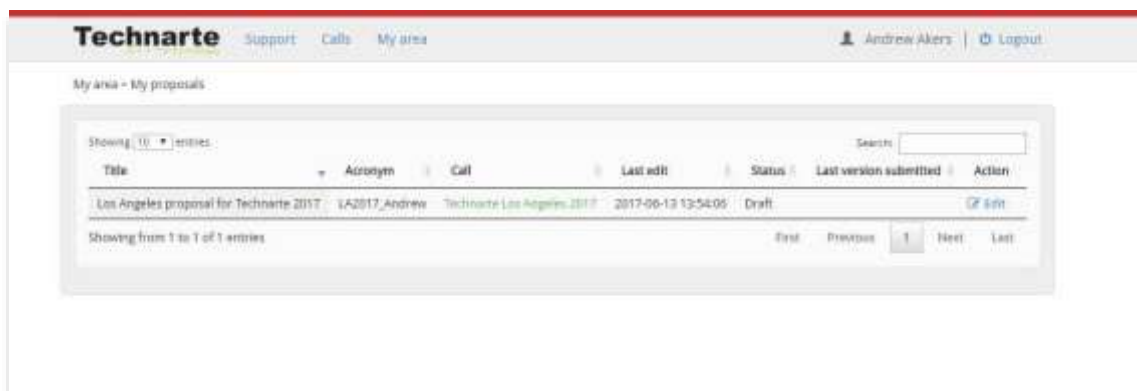 Technarte Support Calls My area Andrew Akers | Logout
My area - My proposals
Showing 10 entries Search:
Title Acronym Call Last edit Status Last version submitted Action
Los Angeles proposal for Technarte 2017 LA2017_Andrew Technarte Los Angeles 2017 2017-06-13 13:54:06 Draft Edit
Showing from 1 to 1 of 1 entries First Previous 1 Next Last